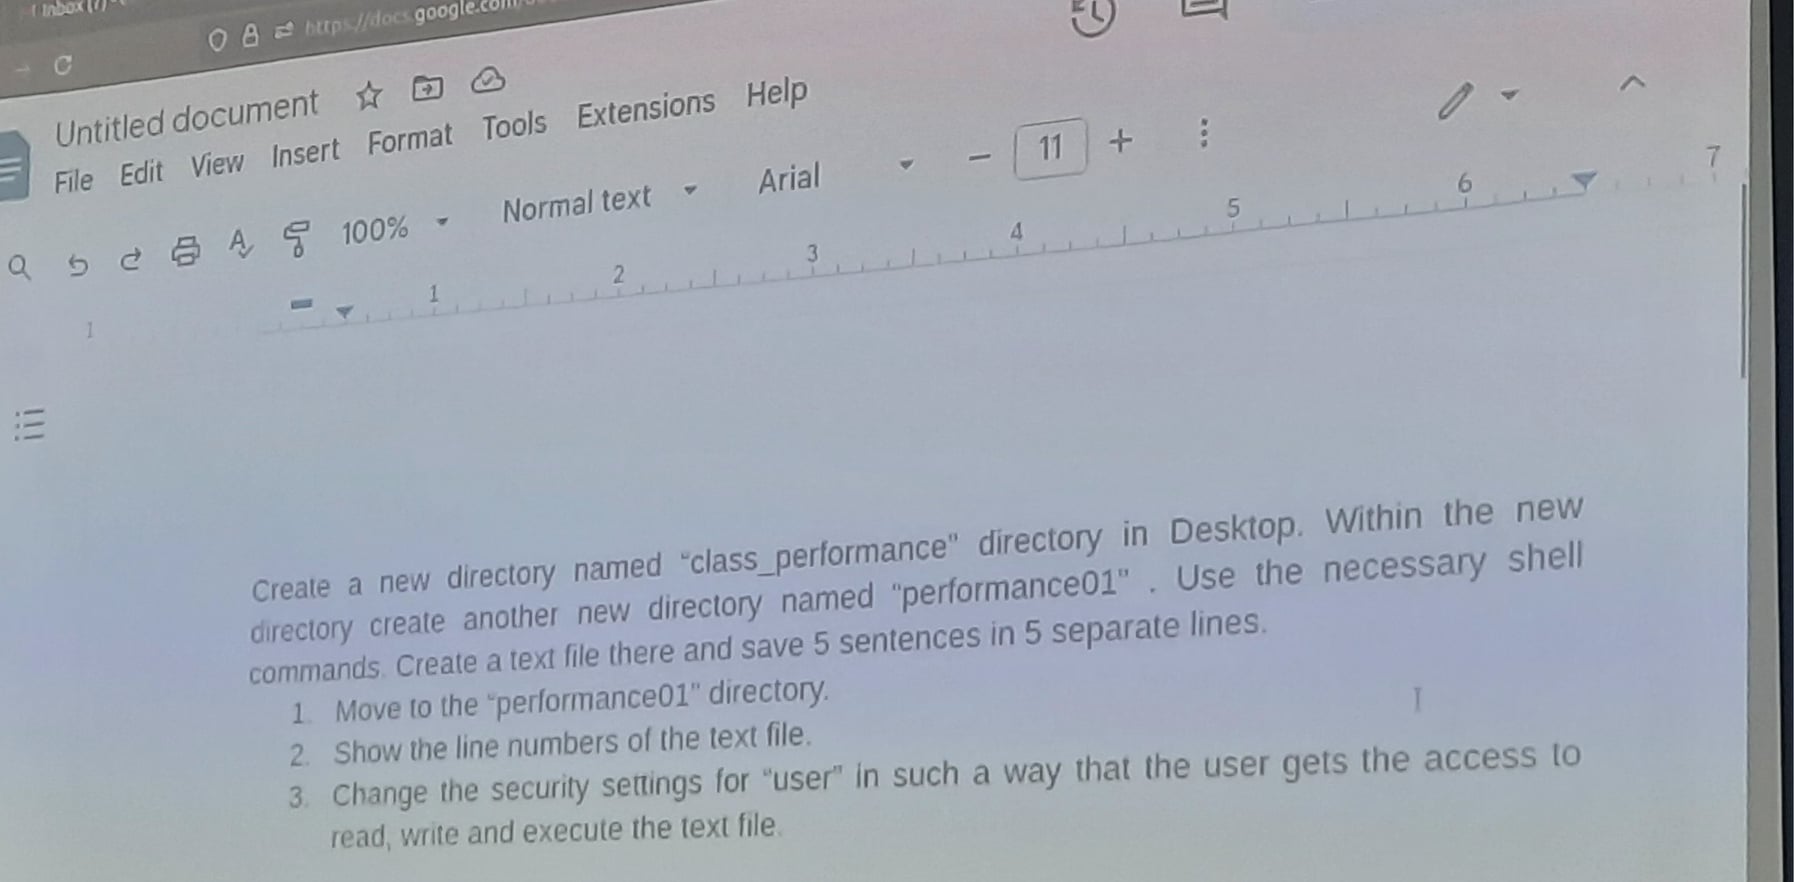 Inbox (7)
https://docs.google.com
Untitled document
File Edit View Insert Format Tools Extensions Help
100% Normal text Arial 11
1 1 2 3 4 5 6 7
Create a new directory named “class_performance” directory in Desktop. Within the new
directory create another new directory named “performance01” . Use the necessary shell
commands. Create a text file there and save 5 sentences in 5 separate lines.
1. Move to the “performance01” directory.
2. Show the line numbers of the text file.
3. Change the security settings for “user” in such a way that the user gets the access to
read, write and execute the text file.